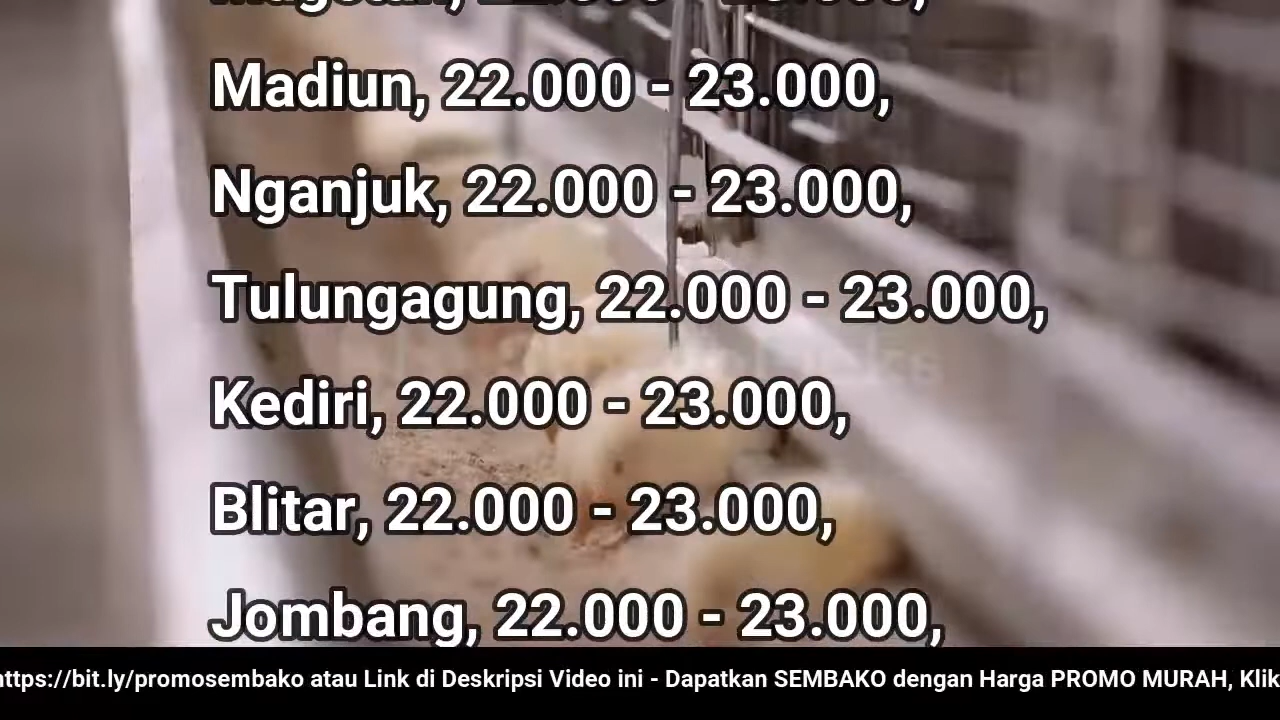 Madiun, 22.000 - 23.000,
Nganjuk, 22.000 - 23.000,
Tulungagung, 22.000 - 23.000,
Kediri, 22.000 - 23.000,
Blitar, 22.000 - 23.000,
Jombang, 22.000 - 23.000,
https://bit.ly/promosembako atau Link di Deskripsi Video ini - Dapatkan SEMBAKO dengan Harga PROMO MURAH, Klik